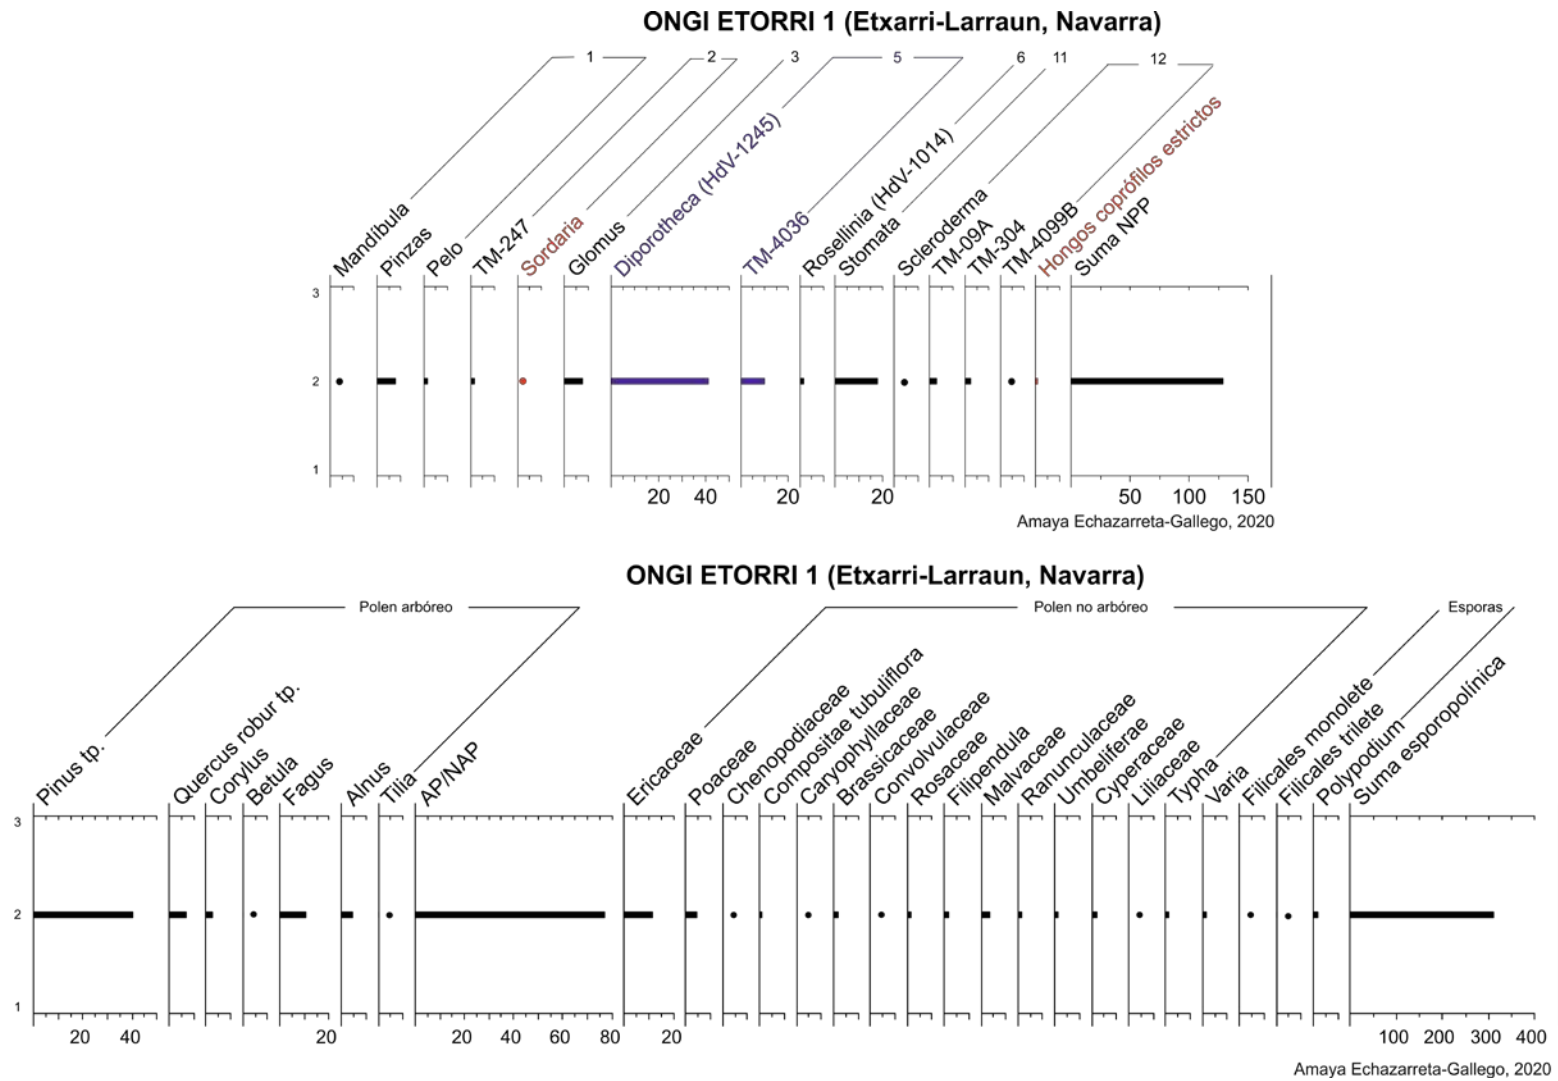 ONGI ETORRI 1 (Etxarri-Larraun, Navarra)
1 2 3 5 6 11 12
Mandíbula
Pinzas
Pelo
TM-247
Sordaria
Glomus
Diporotheca (HdV-1245)
TM-4036
Rosellinia (HdV-1014)
Stomata
Scleroderma
TM-09A
TM-304
TM-4099B
Hongos coprófilos estrictos
Suma NPP
3
2
1
20 40 20 20 50 100 150
Amaya Echazarreta-Gallego, 2020
ONGI ETORRI 1 (Etxarri-Larraun, Navarra)
Polen arbóreo Polen no arbóreo Esporas
Pinus tp.
Quercus robur tp.
Corylus
Betula
Fagus
Alnus
Tilia
AP/NAP
Ericaceae
Poaceae
Chenopodiaceae
Compositae tubuliflora
Caryophyllaceae
Brassicaceae
Convolvulaceae
Rosaceae
Filipendula
Malvaceae
Ranunculaceae
Umbeliferae
Cyperaceae
Liliaceae
Typha
Varia
Filicales monolete
Filicales trilete
Polypodium
Suma esporopolínica
3
2
1
20 40 20 20 40 60 80 20 100 200 300 400
Amaya Echazarreta-Gallego, 2020